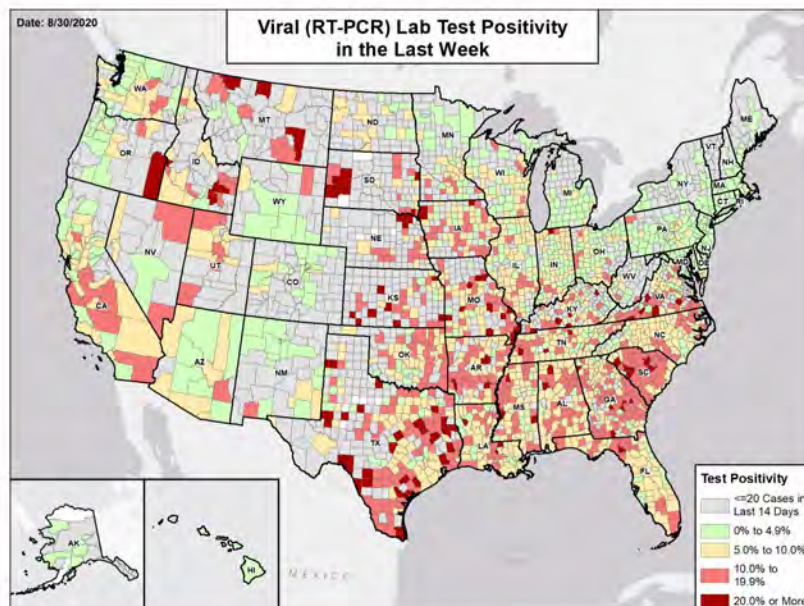 Date: 8/30/2020
Viral (RT-PCR) Lab Test Positivity
in the Last Week
WA
MT
ND
MN
ME
OR
ID
SD
WI
VT
NH
NY
MA
CT
RI
WY
MI
IA
NE
PA
NJ
NV
UT
CO
IL
IN
OH
MD
DE
WV
VA
CA
KS
MO
KY
NC
TN
AZ
NM
OK
AR
SC
MS
AL
GA
TX
LA
FL
AK
HI
MEXICO
Test Positivity
<=20 Cases in
Last 14 Days
0% to 4.9%
5.0% to 10.0%
10.0% to
19.9%
20.0% or More